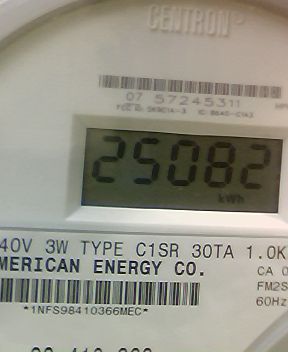 CENTRON
07 57245311
25082
kWh
40V 3W TYPE C1SR 30TA 1.0K
MERICAN ENERGY CO.
CA 0
FM2S
60Hz
*1NFS98410366MEC*